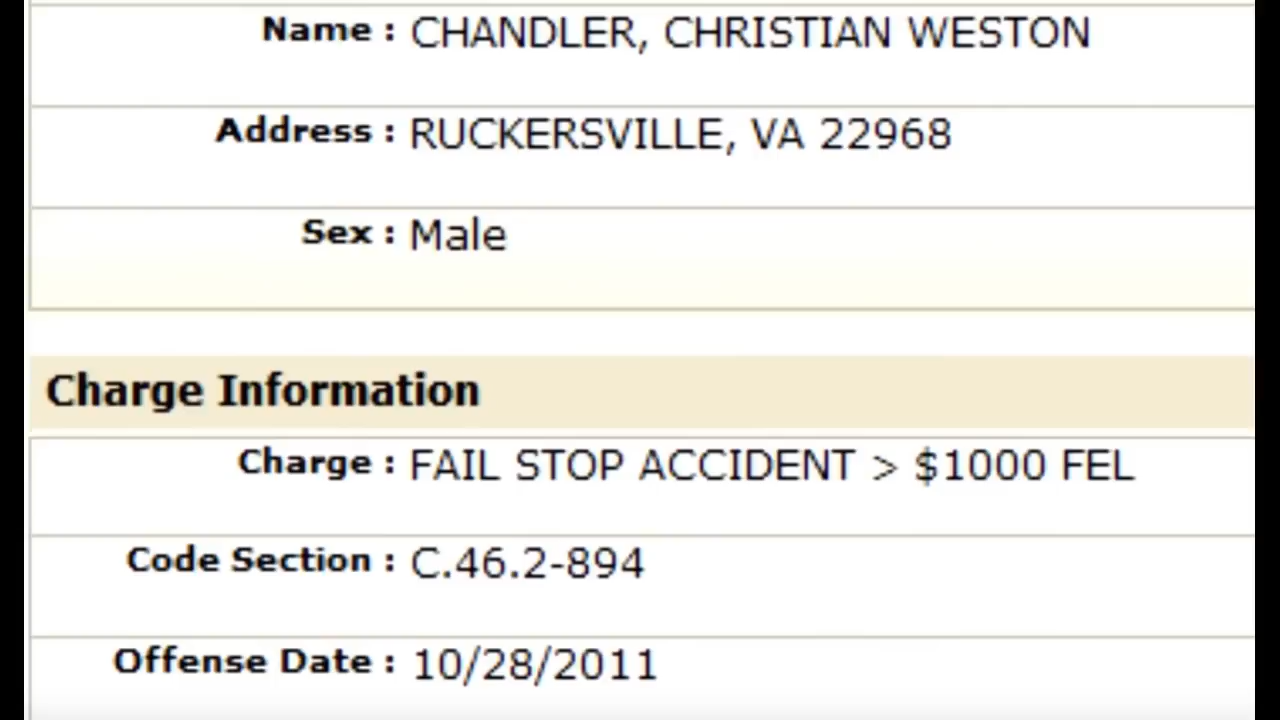 Name : CHANDLER, CHRISTIAN WESTON
Address : RUCKERSVILLE, VA 22968
Sex : Male
Charge Information
Charge : FAIL STOP ACCIDENT > $1000 FEL
Code Section : C.46.2-894
Offense Date : 10/28/2011